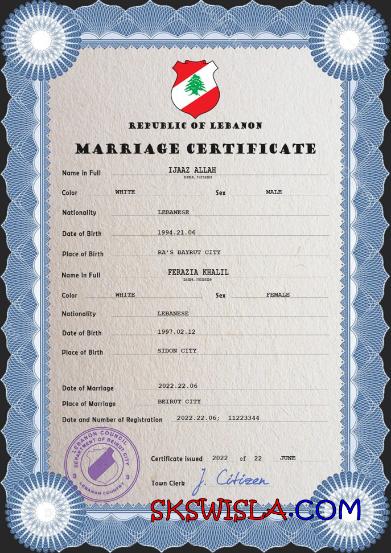 REPUBLIC OF LEBANON
MARRIAGE CERTIFICATE
Name in Full IJAAZ ALLAH
Color WHITE Sex MALE
Nationality LEBANESE
Date of Birth 1994.21.06
Place of Birth RA'S BAYRUT CITY
Name in Full FERAZIA KHALIL
Color WHITE Sex FEMALE
Nationality LEBANESE
Date of Birth 1997.02.12
Place of Birth SIDON CITY
Date of Marriage 2022.22.06
Place of Marriage BEIRUT CITY
Date and Number of Registration 2022.22.06; 11223344
LEBANON COUNCIL
DEPARTMENT OF BEIRUT CITY
LEBANON COUNTRY
Certificate issued 2022 of 22 JUNE
Town Clerk J. Citizen
SKSWISLA.COM